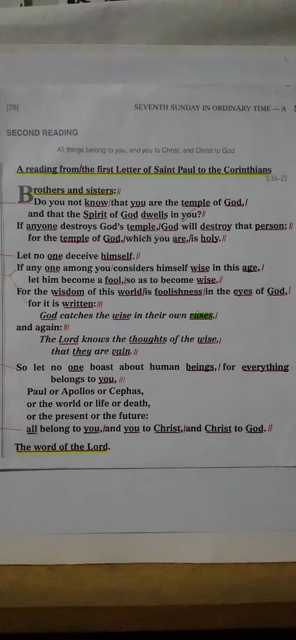 [79] SEVENTH SUNDAY IN ORDINARY TIME — A
SECOND READING
All things belong to you, and you to Christ, and Christ to God.
A reading from/the first Letter of Saint Paul to the Corinthians
3:16-23
Brothers and sisters://
Do you not know/that you are the temple of God,/
and that the Spirit of God dwells in you?//
If anyone destroys God's temple,/God will destroy that person;//
for the temple of God,/which you are,/is holy.//
Let no one deceive himself.//
If any one among you/considers himself wise in this age,/
let him become a fool,/so as to become wise.//
For the wisdom of this world/is foolishness/in the eyes of God,/
for it is written://
God catches the wise in their own ruses,/
and again://
The Lord knows the thoughts of the wise,/
that they are vain.//
So let no one boast about human beings,/for everything
belongs to you,//
Paul or Apollos or Cephas,
or the world or life or death,
or the present or the future:
all belong to you,/and you to Christ,/and Christ to God.//
The word of the Lord.